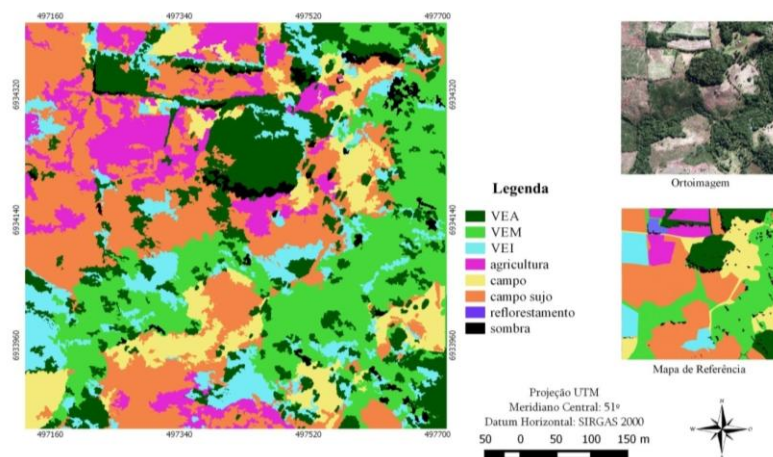 497160 497340 497520 497700
6934320
6934320
6934140
6934140
6933960
6933960
497160 497340 497520 497700
Legenda
VEA
VEM
VEI
agricultura
campo
campo sujo
reflorestamento
sombra
Ortoimagem
Mapa de Referência
Projeção UTM
Meridiano Central: 51º
Datum Horizontal: SIRGAS 2000
50 0 50 100 150 m
N
W O
S